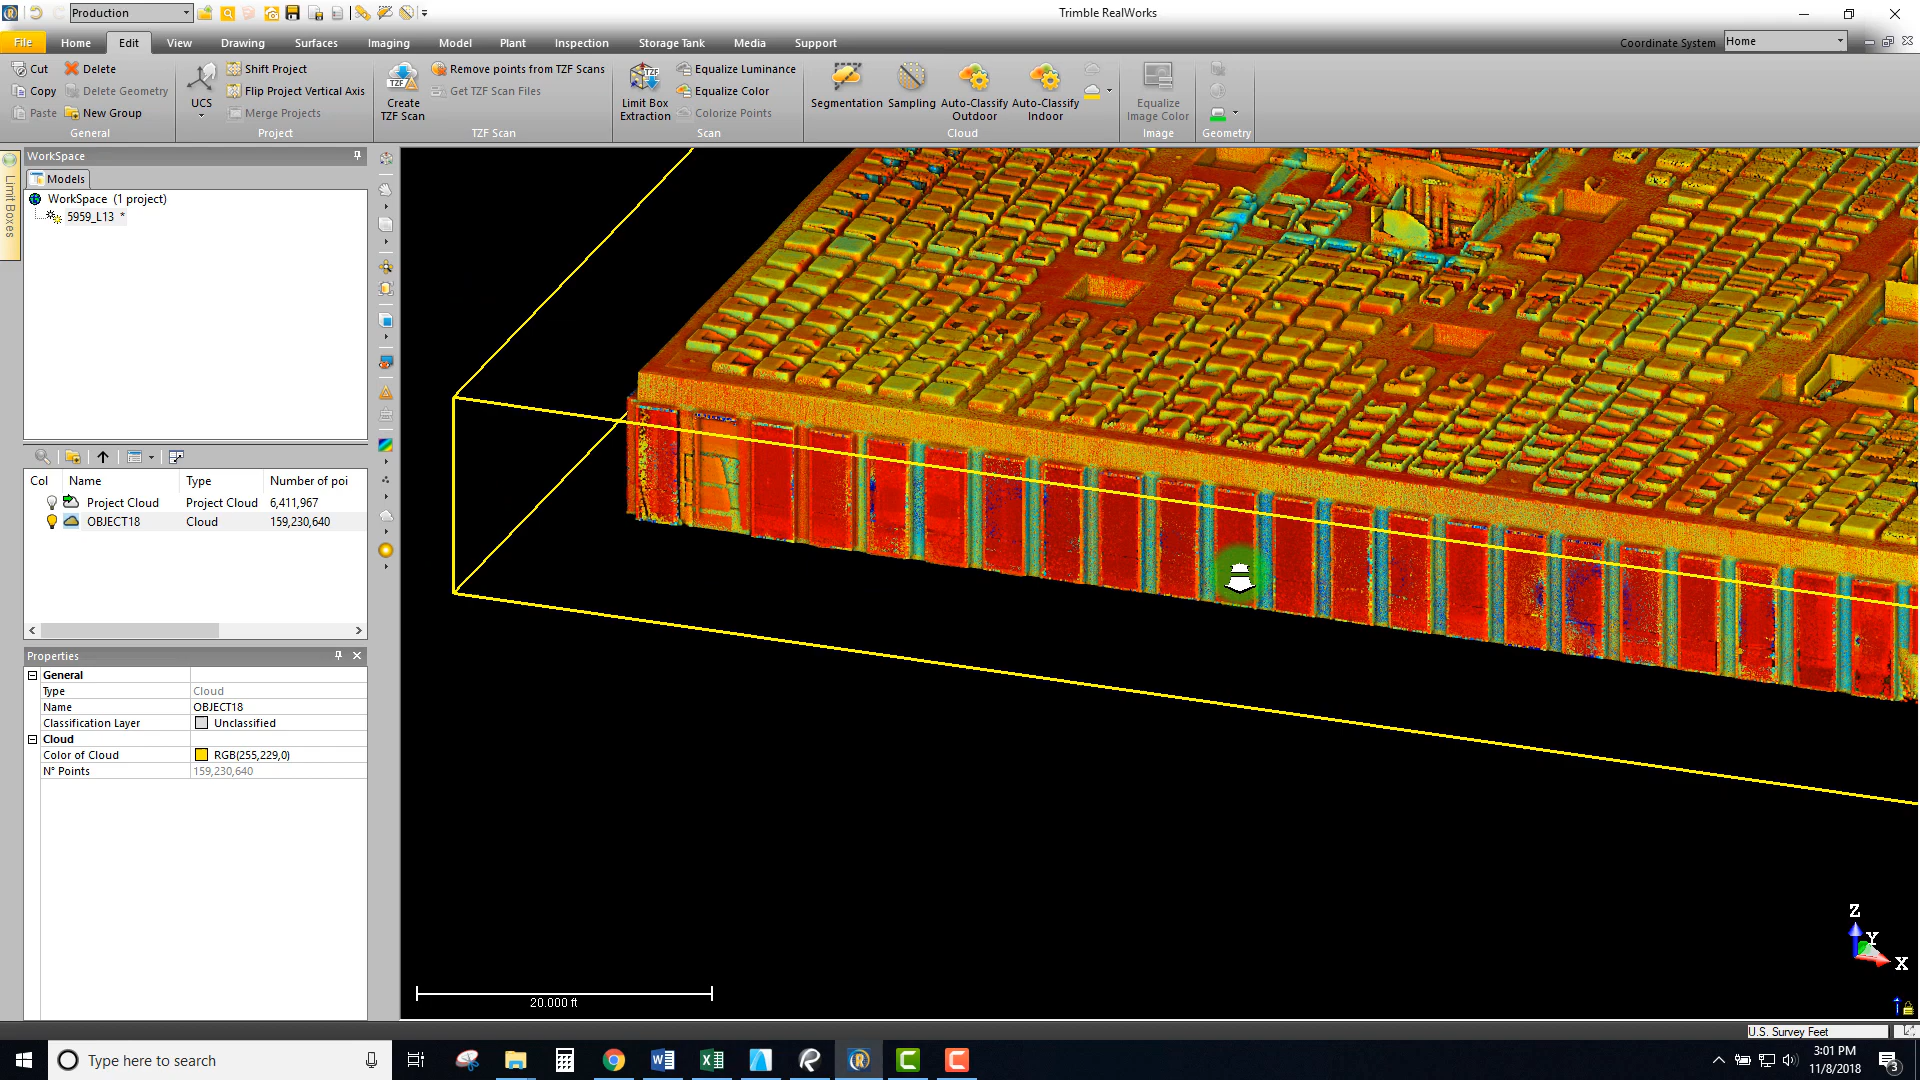 Production
Trimble RealWorks
File
Home
Edit
View
Drawing
Surfaces
Imaging
Model
Plant
Inspection
Storage Tank
Media
Support
Coordinate System
Home
Cut
Delete
Copy
Delete Geometry
Paste
New Group
General
UCS
Shift Project
Flip Project Vertical Axis
Merge Projects
Project
TZF
Create
TZF Scan
Remove points from TZF Scans
Get TZF Scan Files
TZF Scan
TZF
Limit Box
Extraction
Equalize Luminance
Equalize Color
Colorize Points
Scan
Segmentation
Sampling
Auto-Classify
Outdoor
Auto-Classify
Indoor
Cloud
Equalize
Image Color
Image
Geometry
Limit Boxes
WorkSpace
Models
WorkSpace (1 project)
5959_L13 *
Col Name Type Number of poi
Project Cloud Project Cloud 6,411,967
OBJECT18 Cloud 159,230,640
Properties
General
Type Cloud
Name OBJECT18
Classification Layer Unclassified
Cloud
Color of Cloud RGB(255,229,0)
N° Points 159,230,640
20.000 ft
Z
Y
X
U.S. Survey Feet
Type here to search
3:01 PM
11/8/2018
3